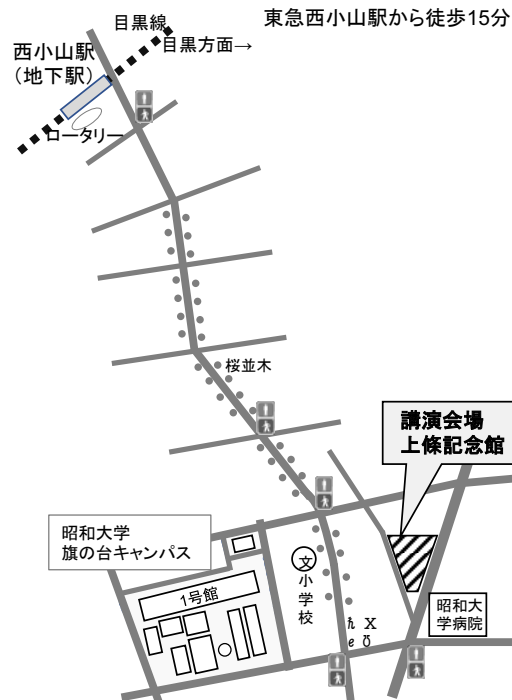 東急西小山駅から徒歩15分
目黒線
目黒方面→
西小山駅
（地下駅）
ロータリー
桜並木
講演会場
上條記念館
昭和大学
旗の台キャンパス
1号館
文
小学校
昭和大
学病院
ħ X
e Ծ